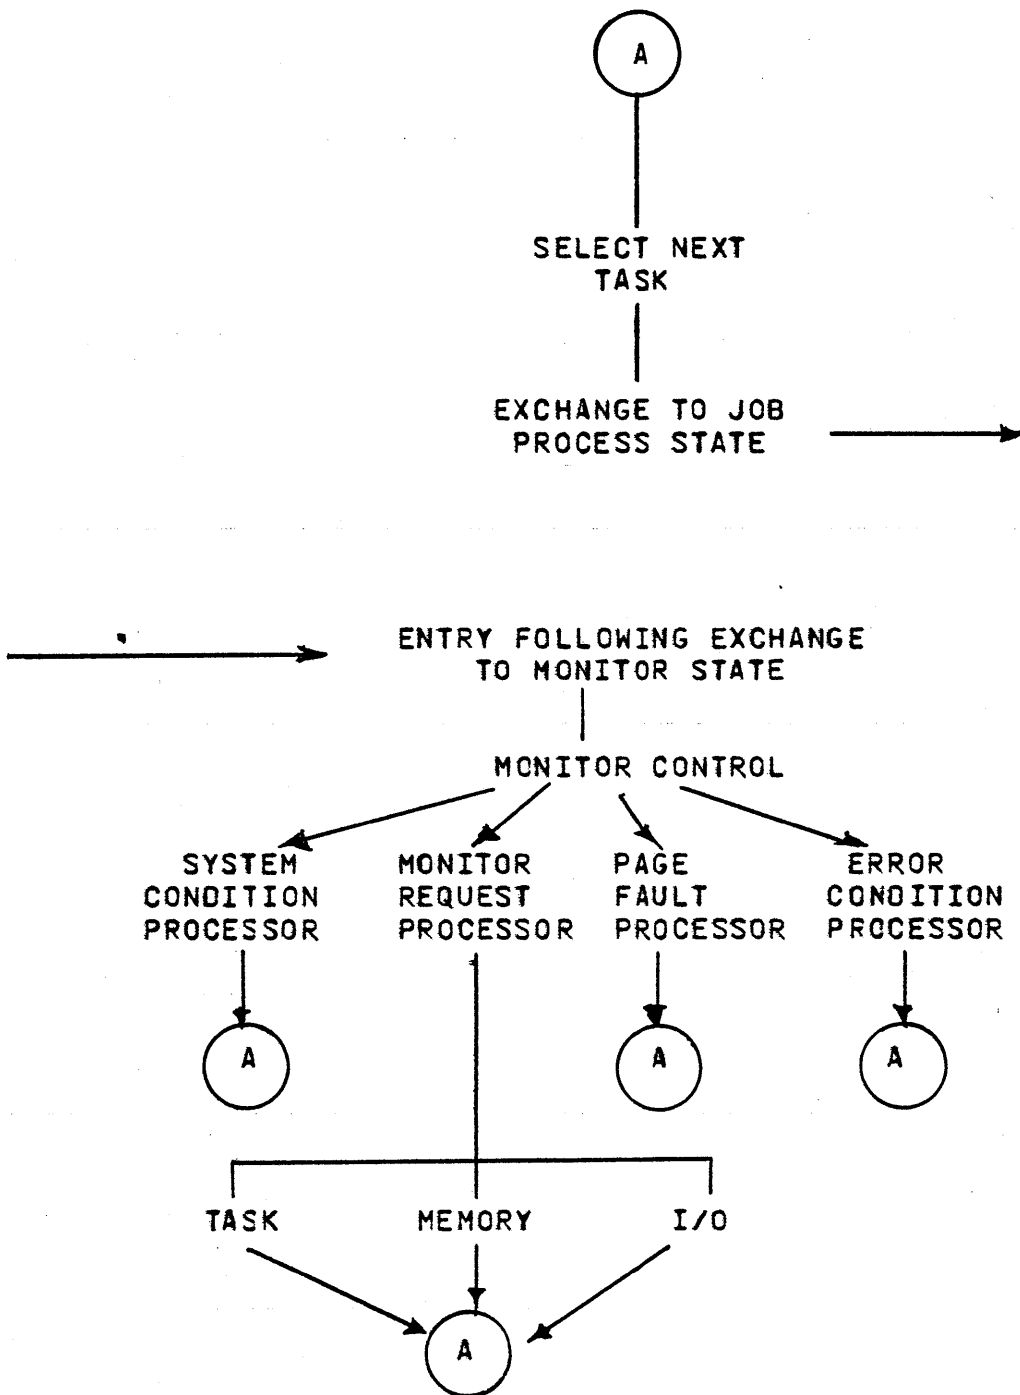 A
SELECT NEXT
TASK
EXCHANGE TO JOB
PROCESS STATE
ENTRY FOLLOWING EXCHANGE
TO MONITOR STATE
MONITOR CONTROL
SYSTEM
CONDITION
PROCESSOR
MONITOR
REQUEST
PROCESSOR
PAGE
FAULT
PROCESSOR
ERROR
CONDITION
PROCESSOR
A
A
A
TASK
MEMORY
I/O
A